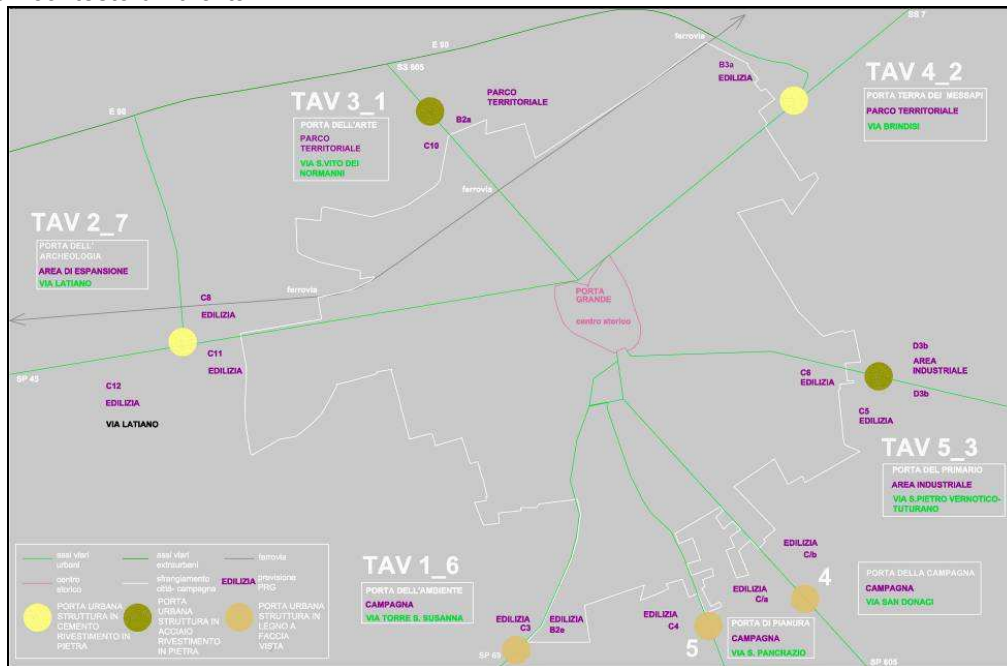 E 90
SS 605
ferrovia
SS 7
TAV 3_1
PORTA DELL'ARTE
PARCO
TERRITORIALE
VIA S.VITO DEI
NORMANNI
PARCO
TERRITORIALE
B2a
C10
B3a
EDILIZIA
TAV 4_2
PORTA TERRA DEI MESSAPI
PARCO TERRITORIALE
VIA BRINDISI
E 90
ferrovia
TAV 2_7
PORTA DELL'
ARCHEOLOGIA
AREA DI ESPANSIONE
VIA LATIANO
ferrovia
C8
EDILIZIA
C11
EDILIZIA
SP 45
C12
EDILIZIA
VIA LATIANO
PORTA
GRANDE
centro storico
C6
EDILIZIA
D3b
AREA
INDUSTRIALE
D3b
C5
EDILIZIA
TAV 5_3
PORTA DEL PRIMARIO
AREA INDUSTRIALE
VIA S.PIETRO VERNOTICO-
TUTURANO
TAV 1_6
PORTA DELL'AMBIENTE
CAMPAGNA
VIA TORRE S. SUSANNA
EDILIZIA
C3
EDILIZIA
B2e
SP 69
EDILIZIA
C4
5
PORTA DI PIANURA
CAMPAGNA
VIA S. PANCRAZIO
EDILIZIA
C/a
EDILIZIA
C/b
4
PORTA DELLA CAMPAGNA
CAMPAGNA
VIA SAN DONACI
SP 605
assi viari
urbani
assi viari
extraurbani
ferrovia
centro
storico
sfrangiamento
città- campagna
EDILIZIA
previsione
PRG
PORTA URBANA
STRUTTURA IN
CEMENTO
RIVESTIMENTO IN
PIETRA
PORTA
URBANA
STRUTTURA IN
ACCIAIO
RIVESTIMENTO
IN PIETRA
PORTA URBANA
STRUTTURA IN
LEGNO A
FACCIA
VISTA